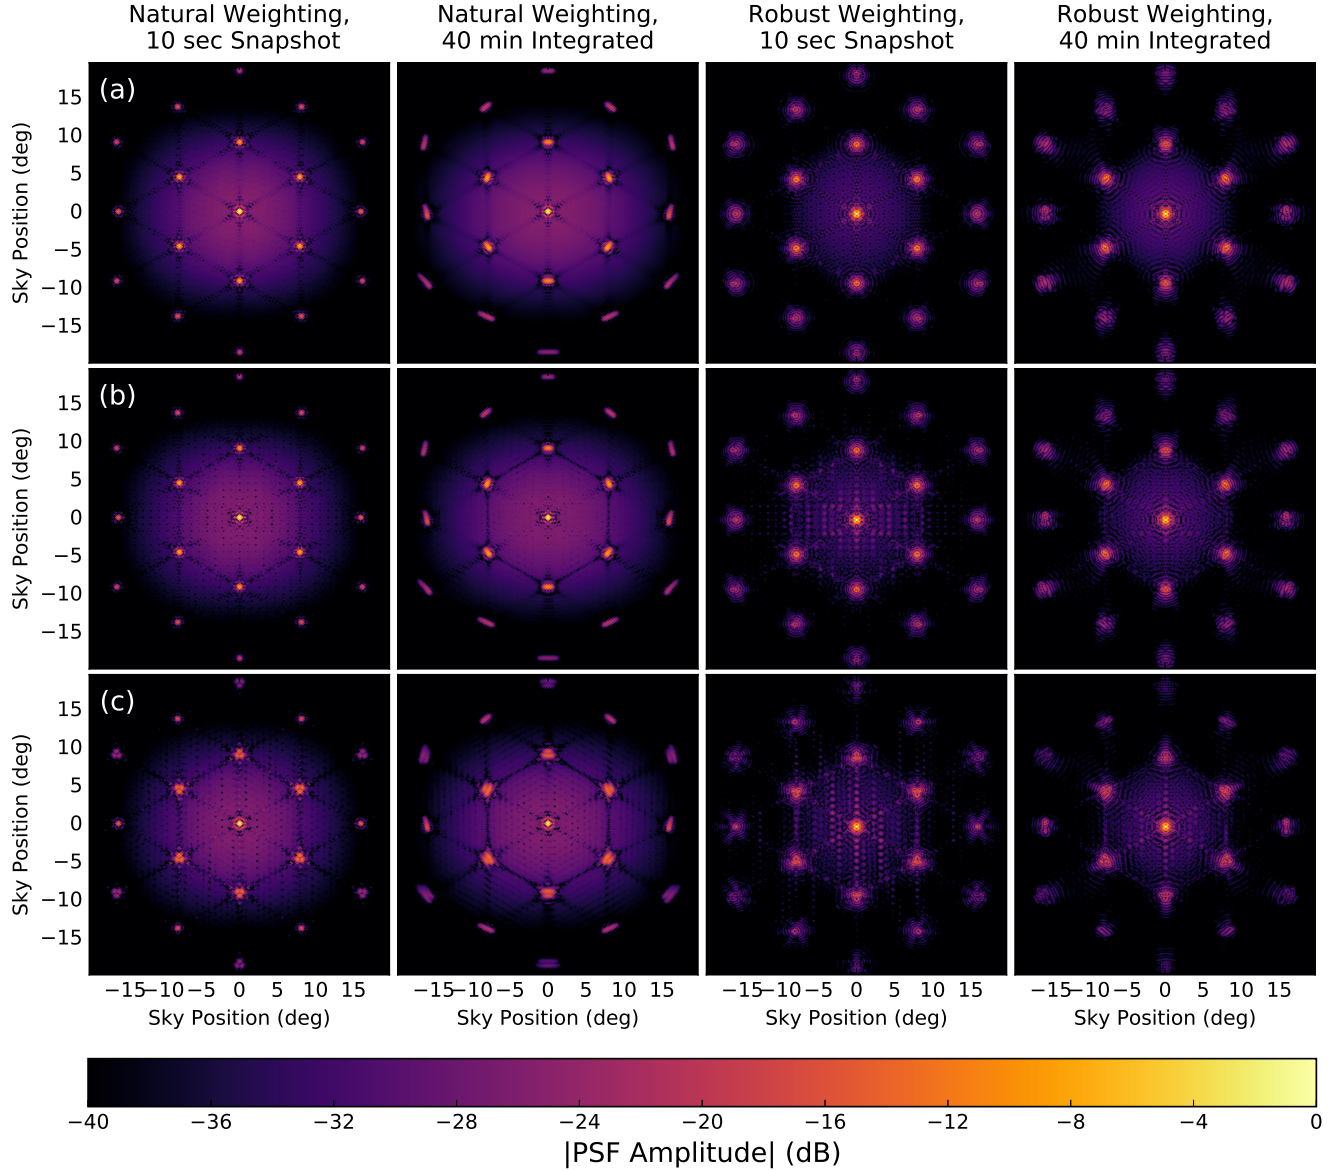 Natural Weighting,
10 sec Snapshot
Natural Weighting,
40 min Integrated
Robust Weighting,
10 sec Snapshot
Robust Weighting,
40 min Integrated
(a)
15
10
5
0
−5
−10
−15
Sky Position (deg)
(b)
15
10
5
0
−5
−10
−15
Sky Position (deg)
(c)
15
10
5
0
−5
−10
−15
Sky Position (deg)
−15 −10 −5 0 5 10 15
−15 −10 −5 0 5 10 15
−15 −10 −5 0 5 10 15
−15 −10 −5 0 5 10 15
Sky Position (deg)
Sky Position (deg)
Sky Position (deg)
Sky Position (deg)
−40 −36 −32 −28 −24 −20 −16 −12 −8 −4 0
|PSF Amplitude| (dB)